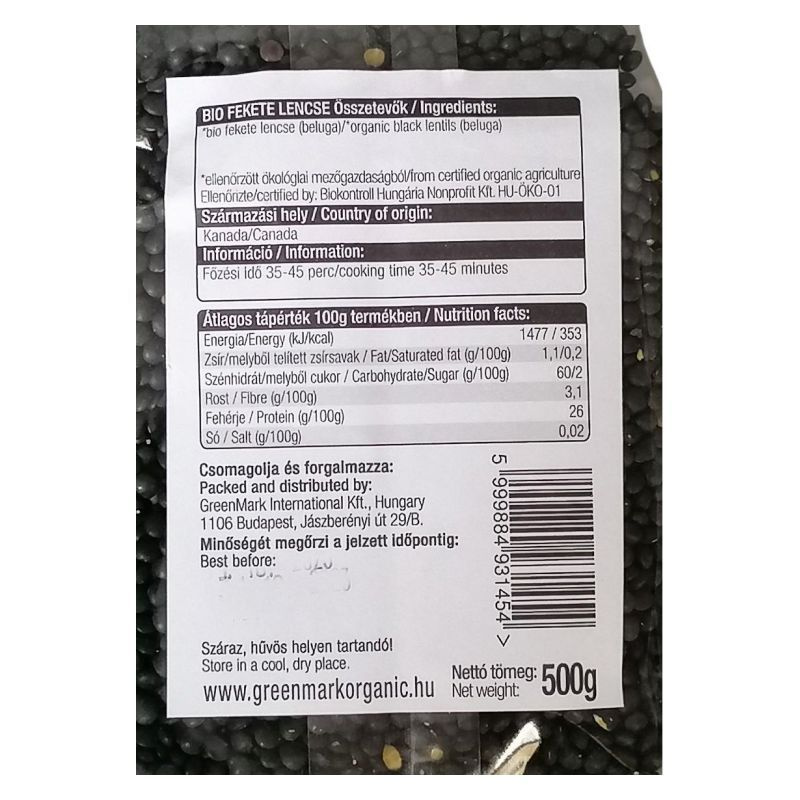 BIO FEKETE LENCSE Összetevők / Ingredients:
*bio fekete lencse (beluga)/*organic black lentils (beluga)
*ellenőrzött ökológiai mezőgazdaságból/from certified organic agriculture
Ellenőrizte/certified by: Biokontroll Hungária Nonprofit Kft. HU-ÖKO-01
Származási hely / Country of origin:
Kanada/Canada
Információ / Information:
Főzési idő 35-45 perc/cooking time 35-45 minutes
Átlagos tápérték 100g termékben / Nutrition facts:
Energia/Energy (kJ/kcal) 1477 / 353
Zsír/melyből telített zsírsavak / Fat/Saturated fat (g/100g) 1,1/0,2
Szénhidrát/melyből cukor / Carbohydrate/Sugar (g/100g) 60/2
Rost / Fibre (g/100g) 3,1
Fehérje / Protein (g/100g) 26
Só / Salt (g/100g) 0,02
Csomagolja és forgalmazza:
Packed and distributed by:
GreenMark International Kft., Hungary
1106 Budapest, Jászberényi út 29/B.
Minőségét megőrzi a jelzett időpontig:
Best before:
5 999884 931454 >
Száraz, hűvös helyen tartandó!
Store in a cool, dry place.
www.greenmarkorganic.hu
Nettó tömeg: 500g
Net weight: